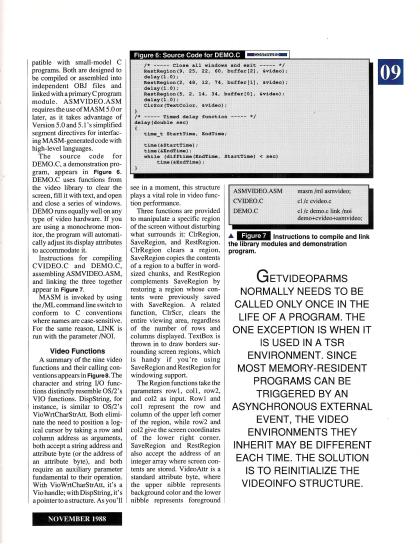 patible with small-model C
programs. Both are designed to
be compiled or assembled into
independent OBJ files and
linked with a primary C program
module. ASMVIDEO.ASM
requires the use of MASM 5.0 or
later, as it takes advantage of
Version 5.0 and 5.1's simplified
segment directives for interfac-
ing MASM-generated code with
high-level languages.
The source code for
DEMO.C, a demonstration pro-
gram, appears in Figure 6.
DEMO.C uses functions from
the video library to clear the
screen, fill it with text, and open
and close a series of windows.
DEMO runs equally well on any
type of video hardware. If you
are using a monochrome moni-
tor, the program will automati-
cally adjust its display attributes
to accommodate it.
Instructions for compiling
CVIDEO.C and DEMO.C,
assembling ASMVIDEO.ASM,
and linking the three together
appear in Figure 7.
MASM is invoked by using
the /ML command line switch to
conform to C conventions
where names are case-sensitive.
For the same reason, LINK is
run with the parameter /NOI.
Video Functions
A summary of the nine video
functions and their calling con-
ventions appears in Figure 8. The
character and string I/O func-
tions distinctly resemble OS/2's
VIO functions. DispString, for
instance, is similar to OS/2's
VioWrtCharStrAtt. Both elimi-
nate the need to position a log-
ical cursor by taking a row and
column address as arguments,
both accept a string address and
attribute byte (or the address of
an attribute byte), and both
require an auxiliary parameter
fundamental to their operation.
With VioWrtCharStrAtt, it's a
Vio handle; with DispString, it's
a pointer to a structure. As you'll
Figure 6: Source Code for DEMO.C
/* ----- Close all windows and exit ----- */
RestRegion(9, 25, 22, 60, buffer[2], &video);
delay(1.0);
RestRegion(2, 48, 12, 74, buffer[1], &video);
delay(1.0);
RestRegion(5, 2, 14, 34, buffer[0], &video);
delay(1.0);
ClrScr(TextColor, &video);
}
/* ----- Timed delay function ----- */
delay(double sec)
{
time_t StartTime, EndTime;
time(&StartTime);
time(&EndTime);
while (difftime(EndTime, StartTime) < sec)
time(&EndTime);
}
09
see in a moment, this structure
plays a vital role in video func-
tion performance.
Three functions are provided
to manipulate a specific region
of the screen without disturbing
what surrounds it: ClrRegion,
SaveRegion, and RestRegion.
ClrRegion clears a region,
SaveRegion copies the contents
of a region to a buffer in word-
sized chunks, and RestRegion
complements SaveRegion by
restoring a region whose con-
tents were previously saved
with SaveRegion. A related
function, ClrScr, clears the
entire viewing area, regardless
of the number of rows and
columns displayed. TextBox is
thrown in to draw borders sur-
rounding screen regions, which
is handy if you're using
SaveRegion and RestRegion for
windowing support.
The Region functions take the
parameters row1, col1, row2,
and col2 as input. Row1 and
col1 represent the row and
column of the upper left corner
of the region, while row2 and
col2 give the screen coordinates
of the lower right corner.
SaveRegion and RestRegion
also accept the address of an
integer array where screen con-
tents are stored. VideoAttr is a
standard attribute byte, where
the upper nibble represents
background color and the lower
nibble represents foreground
ASMVIDEO.ASM masm /ml asmvideo;
CVIDEO.C cl /c cvideo.c
DEMO.C cl /c demo.c link /noi
demo+cvideo+asmvideo;
▲ Figure 7 Instructions to compile and link
the library modules and demonstration
program.
GETVIDEOPARMS
NORMALLY NEEDS TO BE
CALLED ONLY ONCE IN THE
LIFE OF A PROGRAM. THE
ONE EXCEPTION IS WHEN IT
IS USED IN A TSR
ENVIRONMENT. SINCE
MOST MEMORY-RESIDENT
PROGRAMS CAN BE
TRIGGERED BY AN
ASYNCHRONOUS EXTERNAL
EVENT, THE VIDEO
ENVIRONMENTS THEY
INHERIT MAY BE DIFFERENT
EACH TIME. THE SOLUTION
IS TO REINITIALIZE THE
VIDEOINFO STRUCTURE.
NOVEMBER 1988